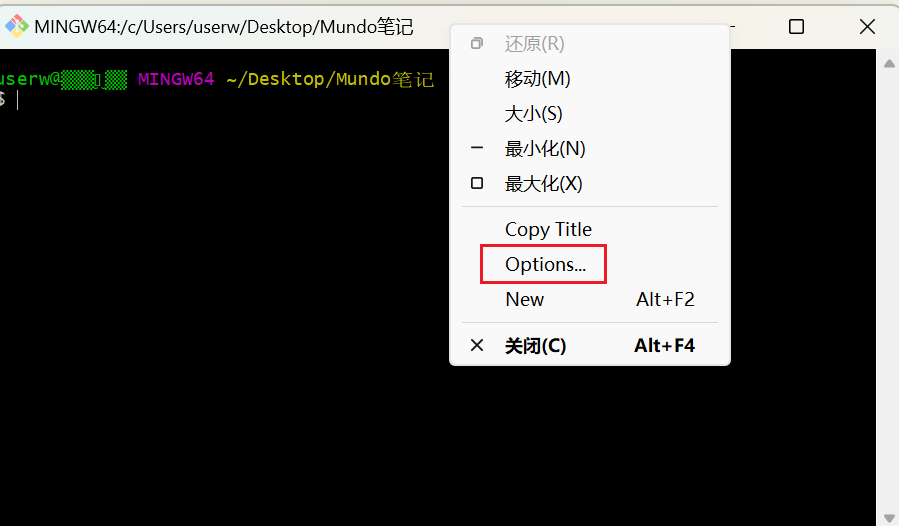 MINGW64:/c/Users/userw/Desktop/Mundo笔记
userw@ MINGW64 ~/Desktop/Mundo笔记
$
还原(R)
移动(M)
大小(S)
最小化(N)
最大化(X)
Copy Title
Options...
New Alt+F2
关闭(C) Alt+F4